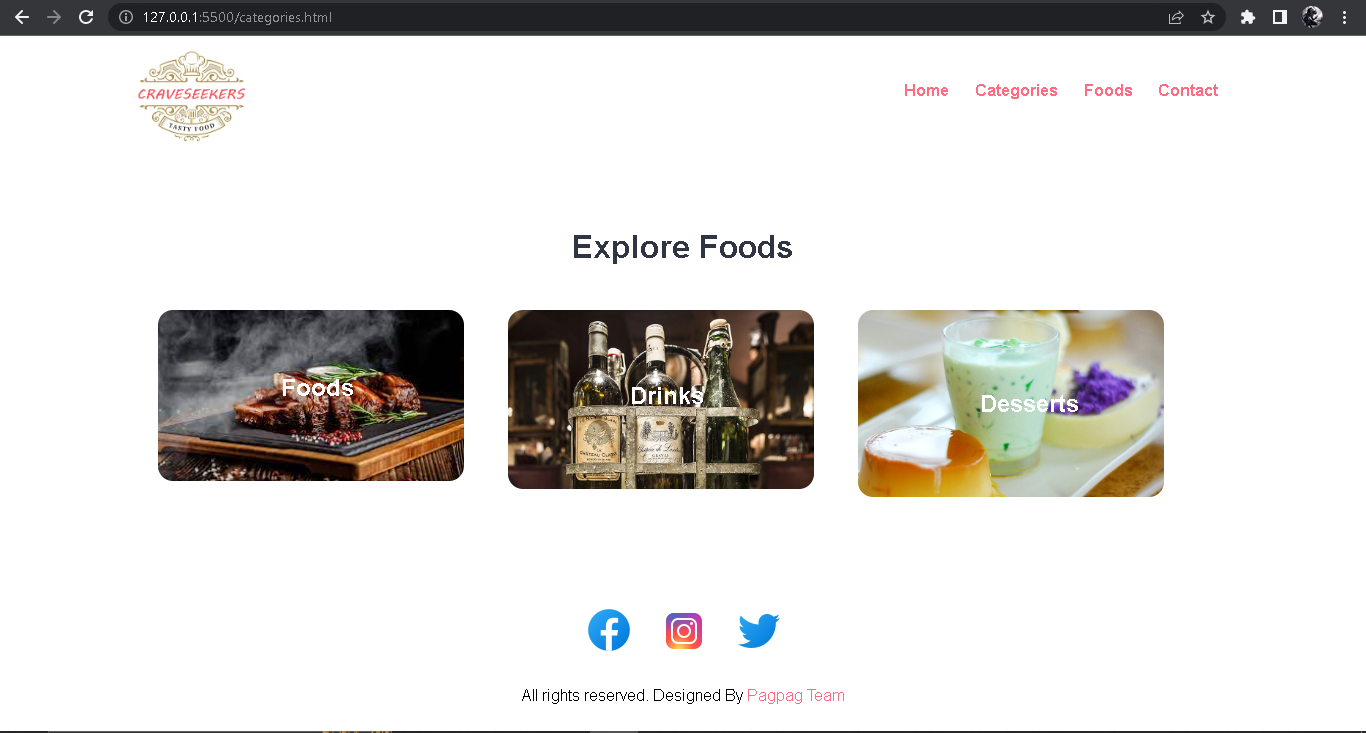 127.0.0.1:5500/categories.html
CRAVESEEKERS
TASTY FOOD
Home Categories Foods Contact
Explore Foods
Foods
Drinks
Desserts
All rights reserved. Designed By Pagpag Team